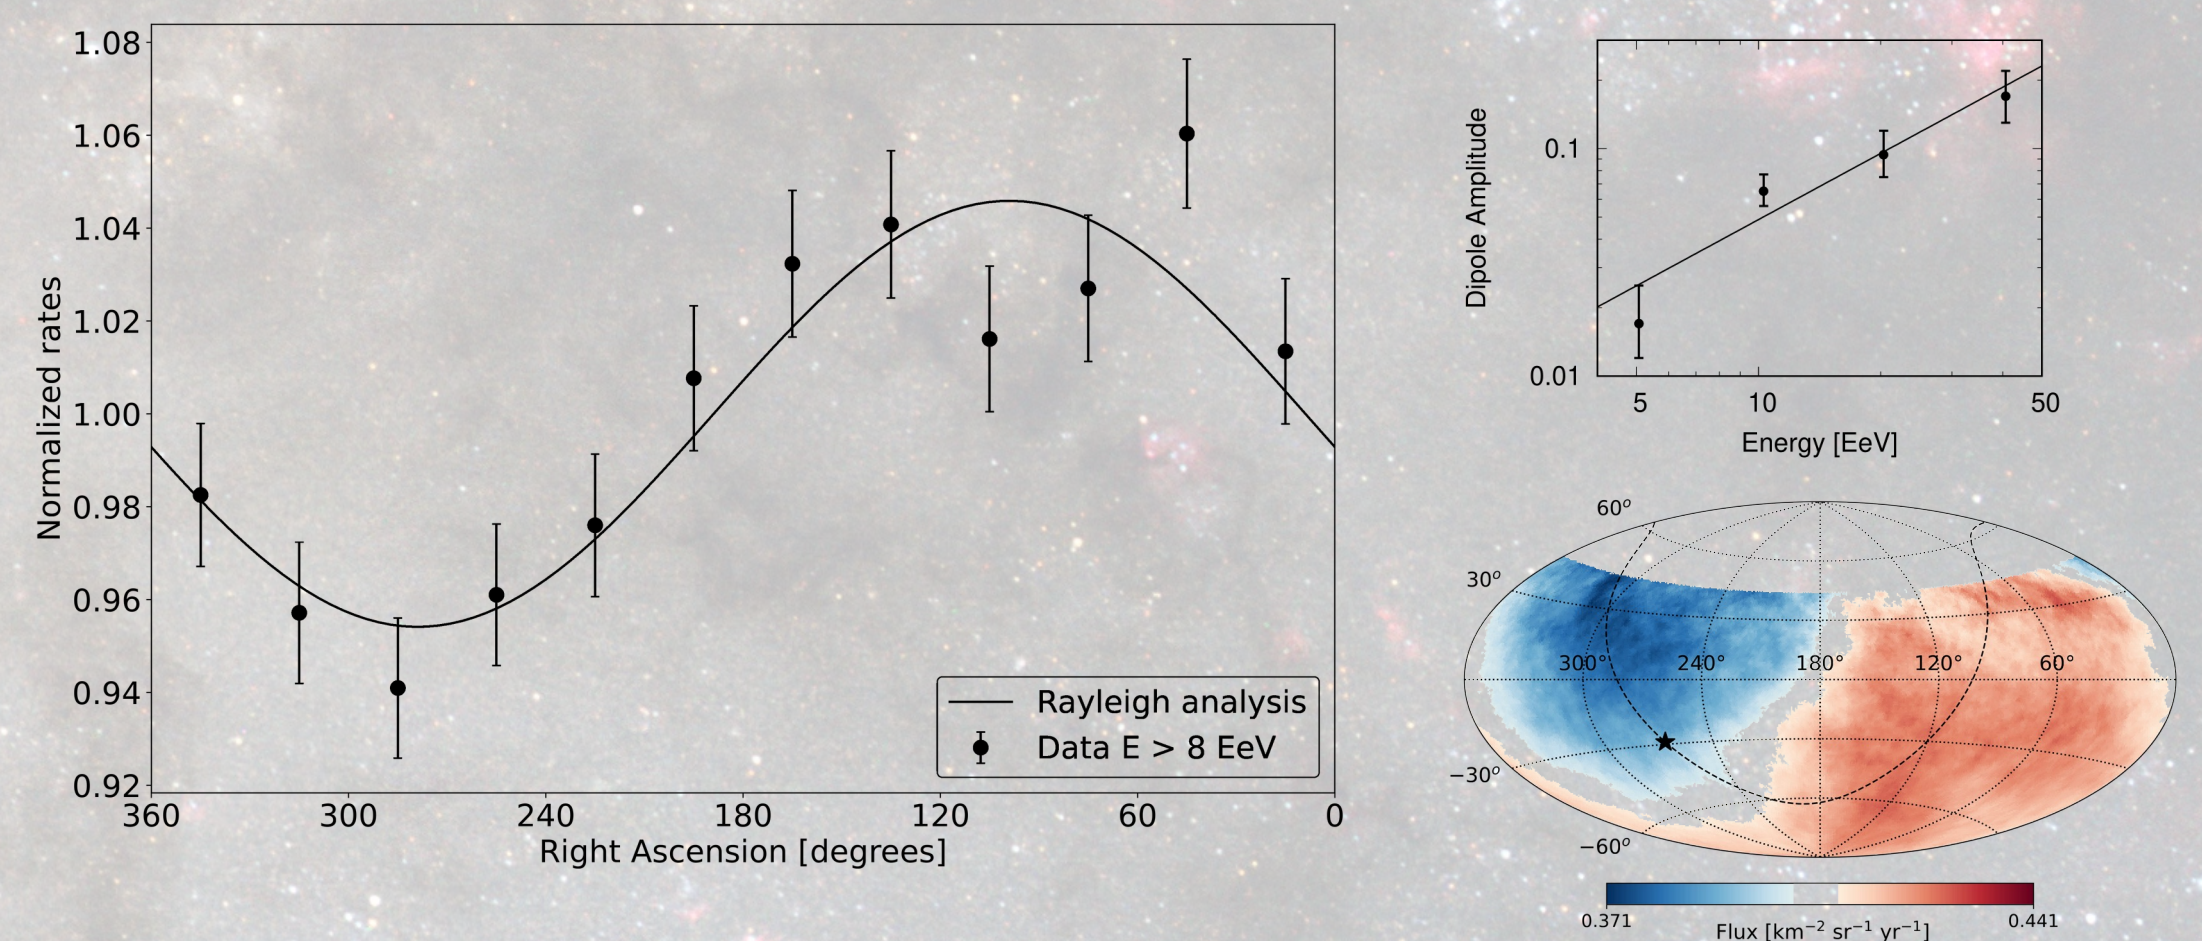 1.08
1.06
1.04
1.02
1.00
0.98
0.96
0.94
0.92
Normalized rates
360 300 240 180 120 60 0
Right Ascension [degrees]
Rayleigh analysis
Data E > 8 EeV
0.1
0.01
Dipole Amplitude
5 10 50
Energy [EeV]
60°
30°
300° 240° 180° 120° 60°
−30°
−60°
0.371 0.441
Flux [km⁻² sr⁻¹ yr⁻¹]